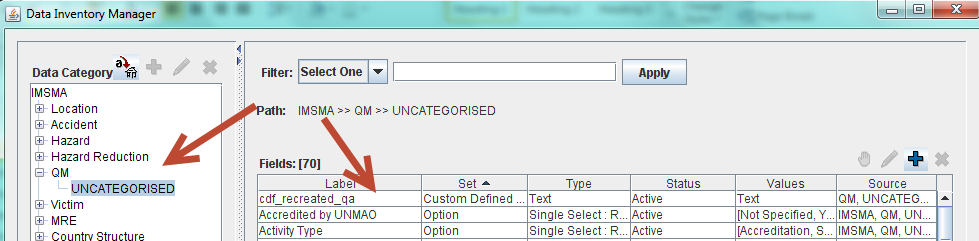 Data Inventory Manager
Data Category
IMSMA
Location
Accident
Hazard
Hazard Reduction
QM
UNCATEGORISED
Victim
MRE
Country Structure
Filter: Select One Apply
Path: IMSMA >> QM >> UNCATEGORISED
Fields: [70]
Label Set Type Status Values Source
cdf_recreated_qa Custom Defined ... Text Active Text QM, UNCATEG...
Accredited by UNMAO Option Single Select : R... Active [Not Specified, Y... IMSMA, QM, UN...
Activity Type Option Single Select : R... Active [Accreditation, S... IMSMA, QM, UN...